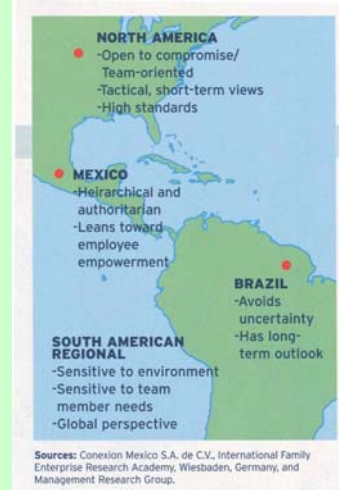 NORTH AMERICA
-Open to compromise/
Team-oriented
-Tactical, short-term views
-High standards
MEXICO
-Heirarchical and
authoritarian
-Leans toward
employee
empowerment
BRAZIL
-Avoids
uncertainty
-Has long-
term outlook
SOUTH AMERICAN
REGIONAL
-Sensitive to environment
-Sensitive to team
member needs
-Global perspective
Sources: Conexion Mexico S.A. de C.V., International Family
Enterprise Research Academy, Wiesbaden, Germany, and
Management Research Group.